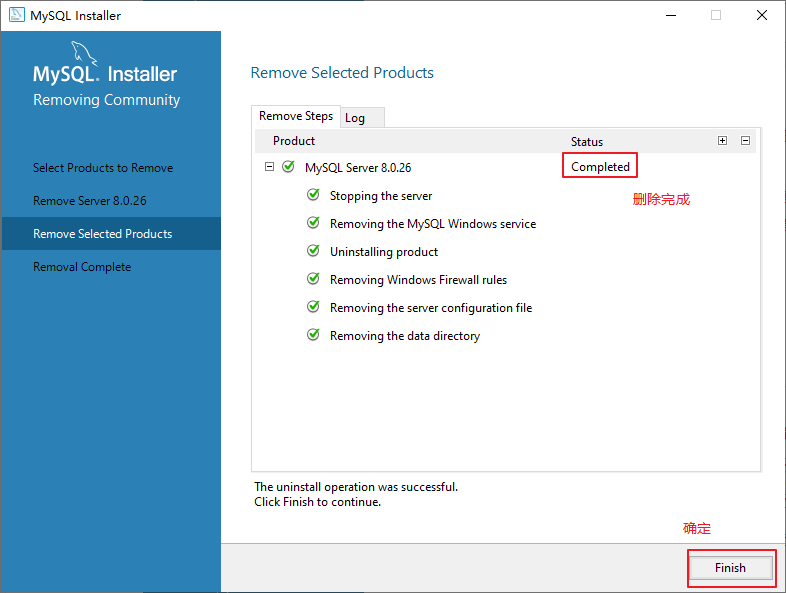 MySQL Installer
MySQL. Installer
Removing Community
Select Products to Remove
Remove Server 8.0.26
Remove Selected Products
Removal Complete
Remove Selected Products
Remove Steps Log
Product Status
MySQL Server 8.0.26 Completed
删除完成
Stopping the server
Removing the MySQL Windows service
Uninstalling product
Removing Windows Firewall rules
Removing the server configuration file
Removing the data directory
The uninstall operation was successful.
Click Finish to continue.
确定
Finish